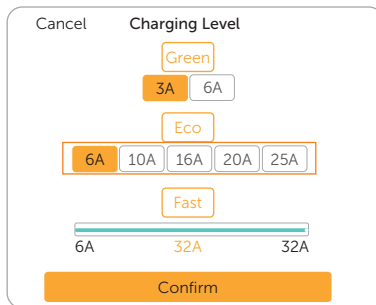 Cancel Charging Level
Green
3A 6A
Eco
6A 10A 16A 20A 25A
Fast
6A 32A 32A
Confirm